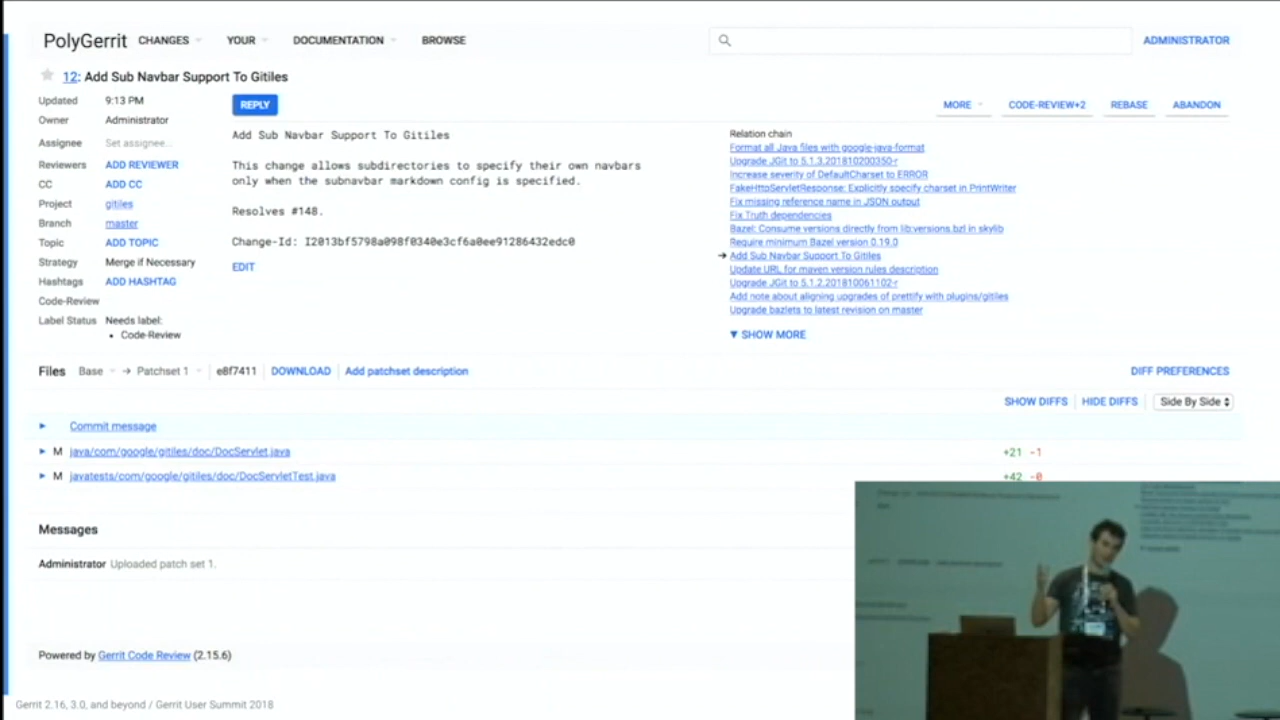 PolyGerrit CHANGES YOUR DOCUMENTATION BROWSE ADMINISTRATOR
12: Add Sub Navbar Support To Gitiles
Updated 9:13 PM
Owner Administrator
Assignee Set assignee...
Reviewers ADD REVIEWER
CC ADD CC
Project gitiles
Branch master
Topic ADD TOPIC
Strategy Merge if Necessary
Hashtags ADD HASHTAG
Code-Review
Label Status Needs label:
• Code-Review
REPLY
Add Sub Navbar Support To Gitiles
This change allows subdirectories to specify their own navbars
only when the subnavbar markdown config is specified.
Resolves #148.
Change-Id: I2013bf5798a098f0340e3cf6a0ee91286432edc0
EDIT
MORE CODE-REVIEW+2 REBASE ABANDON
Relation chain
Format all Java files with google-java-format
Upgrade JGit to 5.1.3.201810200350-r
Increase severity of DefaultCharset to ERROR
FakeHttpServletResponse: Explicitly specify charset in PrintWriter
Fix missing reference name in JSON output
Fix Truth dependencies
Bazel: Consume versions directly from lib:versions.bzl in skylib
Require minimum Bazel version 0.19.0
→ Add Sub Navbar Support To Gitiles
Update URL for maven version rules description
Upgrade JGit to 5.1.2.201810061102-r
Add note about aligning upgrades of prettify with plugins/gitiles
Upgrade bazlets to latest revision on master
▼ SHOW MORE
Files Base → Patchset 1 e8f7411 DOWNLOAD Add patchset description DIFF PREFERENCES
SHOW DIFFS HIDE DIFFS Side By Side
Commit message
M java/com/google/gitiles/doc/DocServlet.java +21 -1
M javatests/com/google/gitiles/doc/DocServletTest.java +42 -0
Messages
Administrator Uploaded patch set 1.
Powered by Gerrit Code Review (2.15.6)
Gerrit 2.16, 3.0, and beyond / Gerrit User Summit 2018